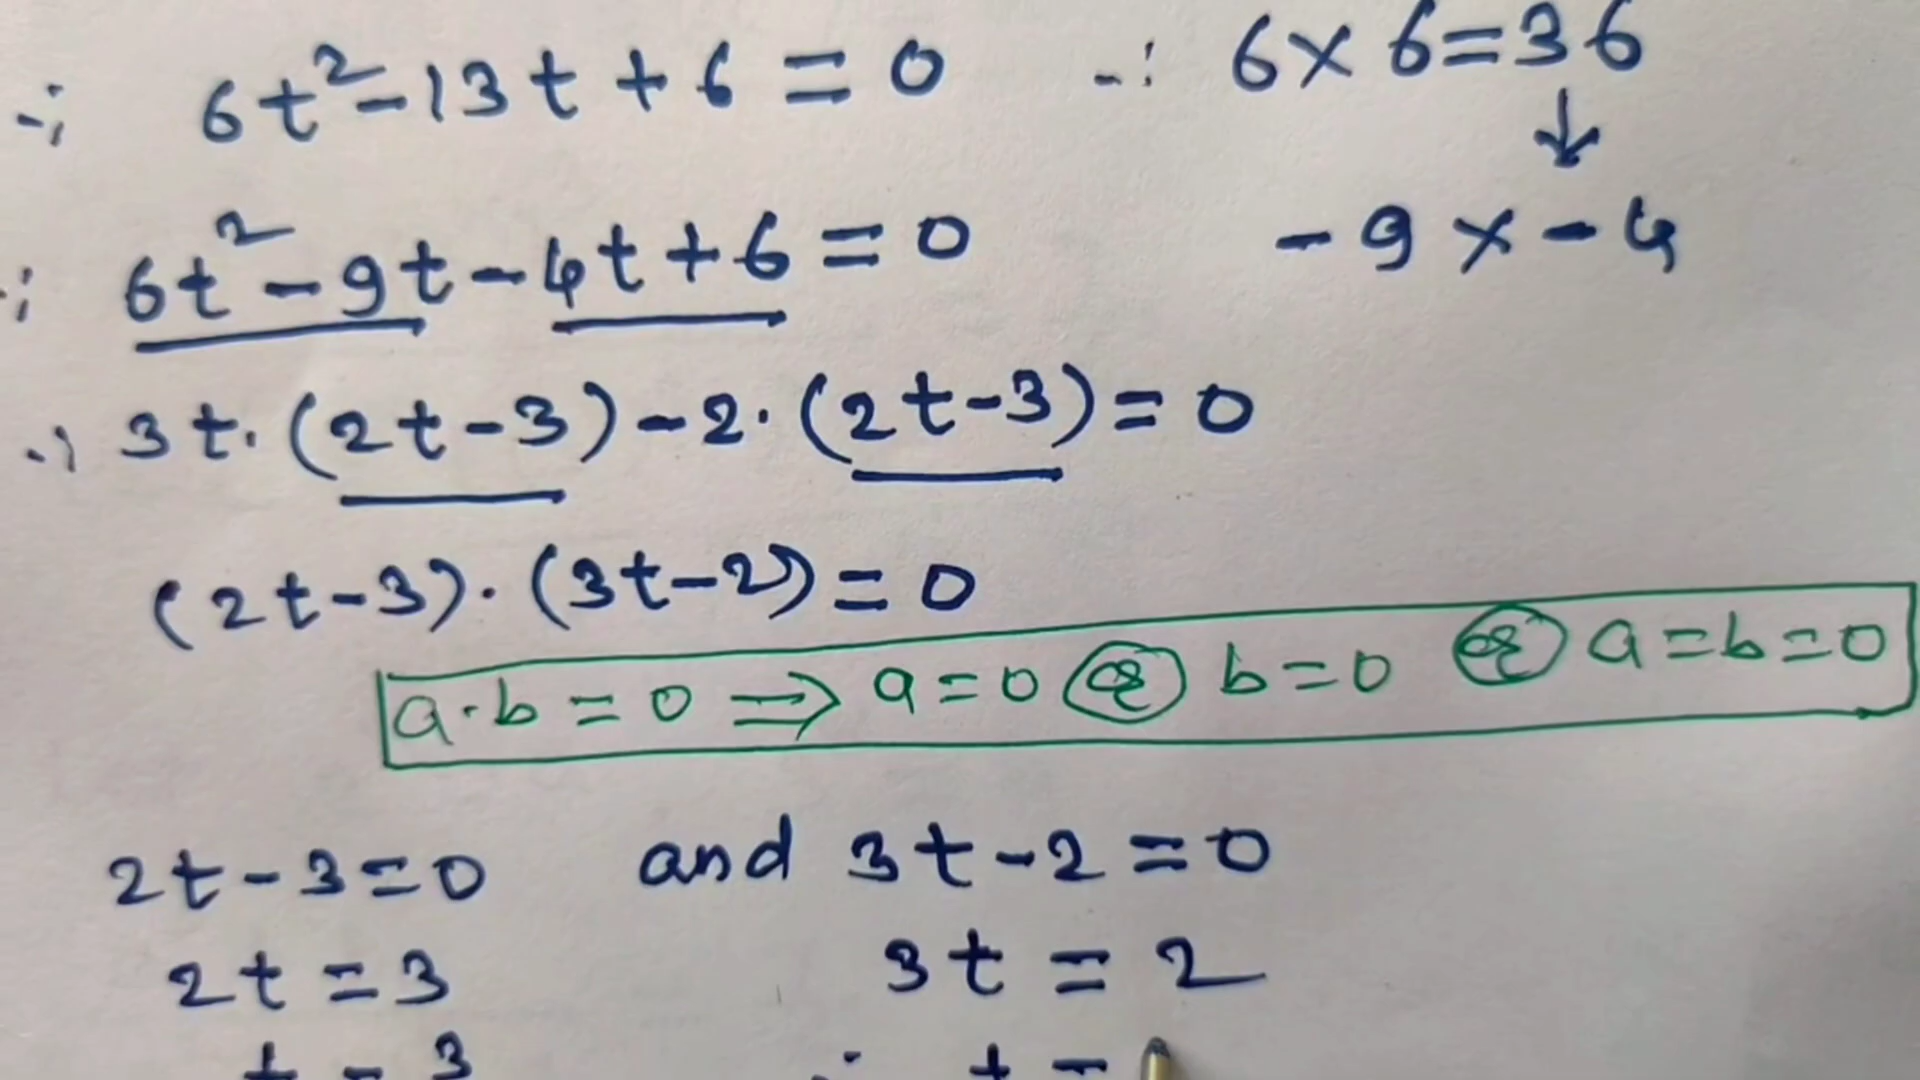 ∴ 6t² - 13t + 6 = 0 ∴ 6 × 6 = 36
↓
∴ 6t² - 9t - 4t + 6 = 0 - 9 × - 4
∴ 3t·(2t-3) - 2·(2t-3) = 0
(2t-3)·(3t-2) = 0
a·b = 0 ⇒ a = 0 or b = 0 or a = b = 0
2t - 3 = 0 and 3t - 2 = 0
2t = 3 3t = 2
t = 3 ∴ t =